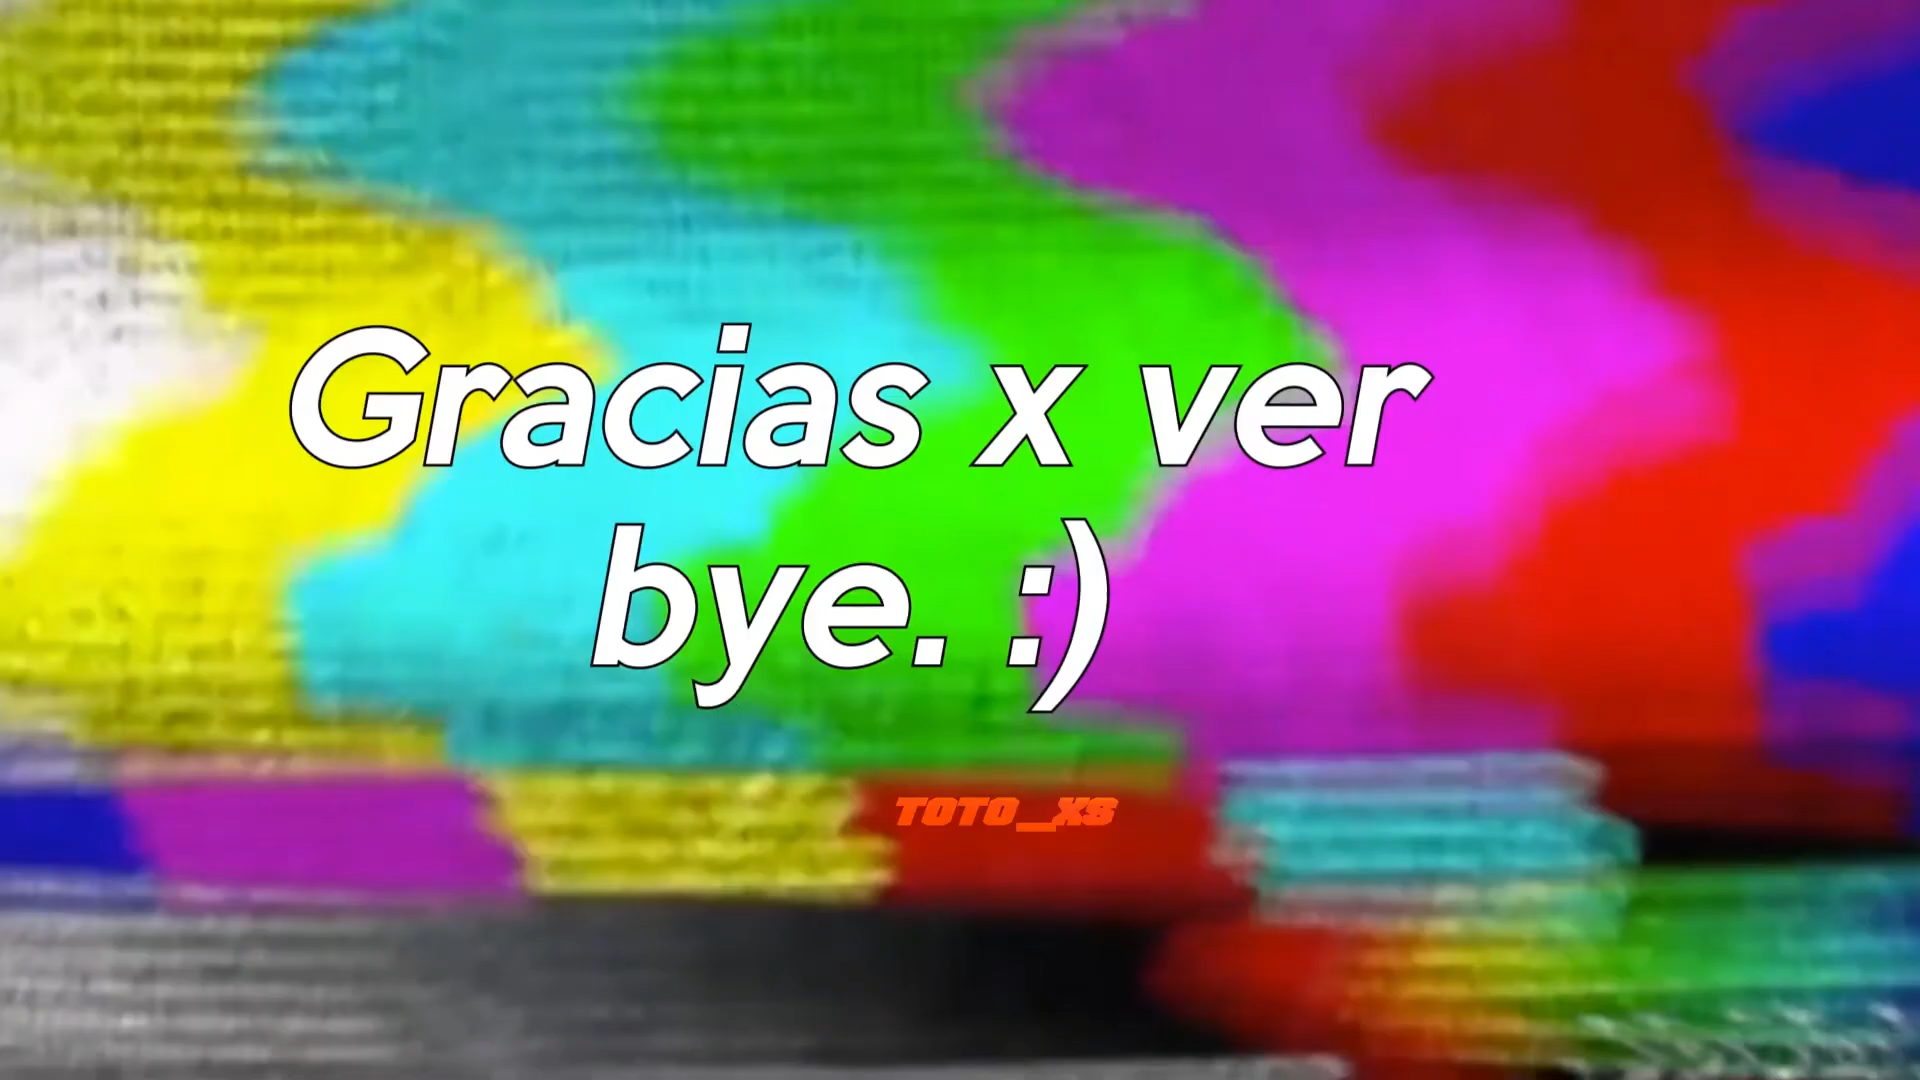 Gracias x ver
bye. :)
TOTO_XS